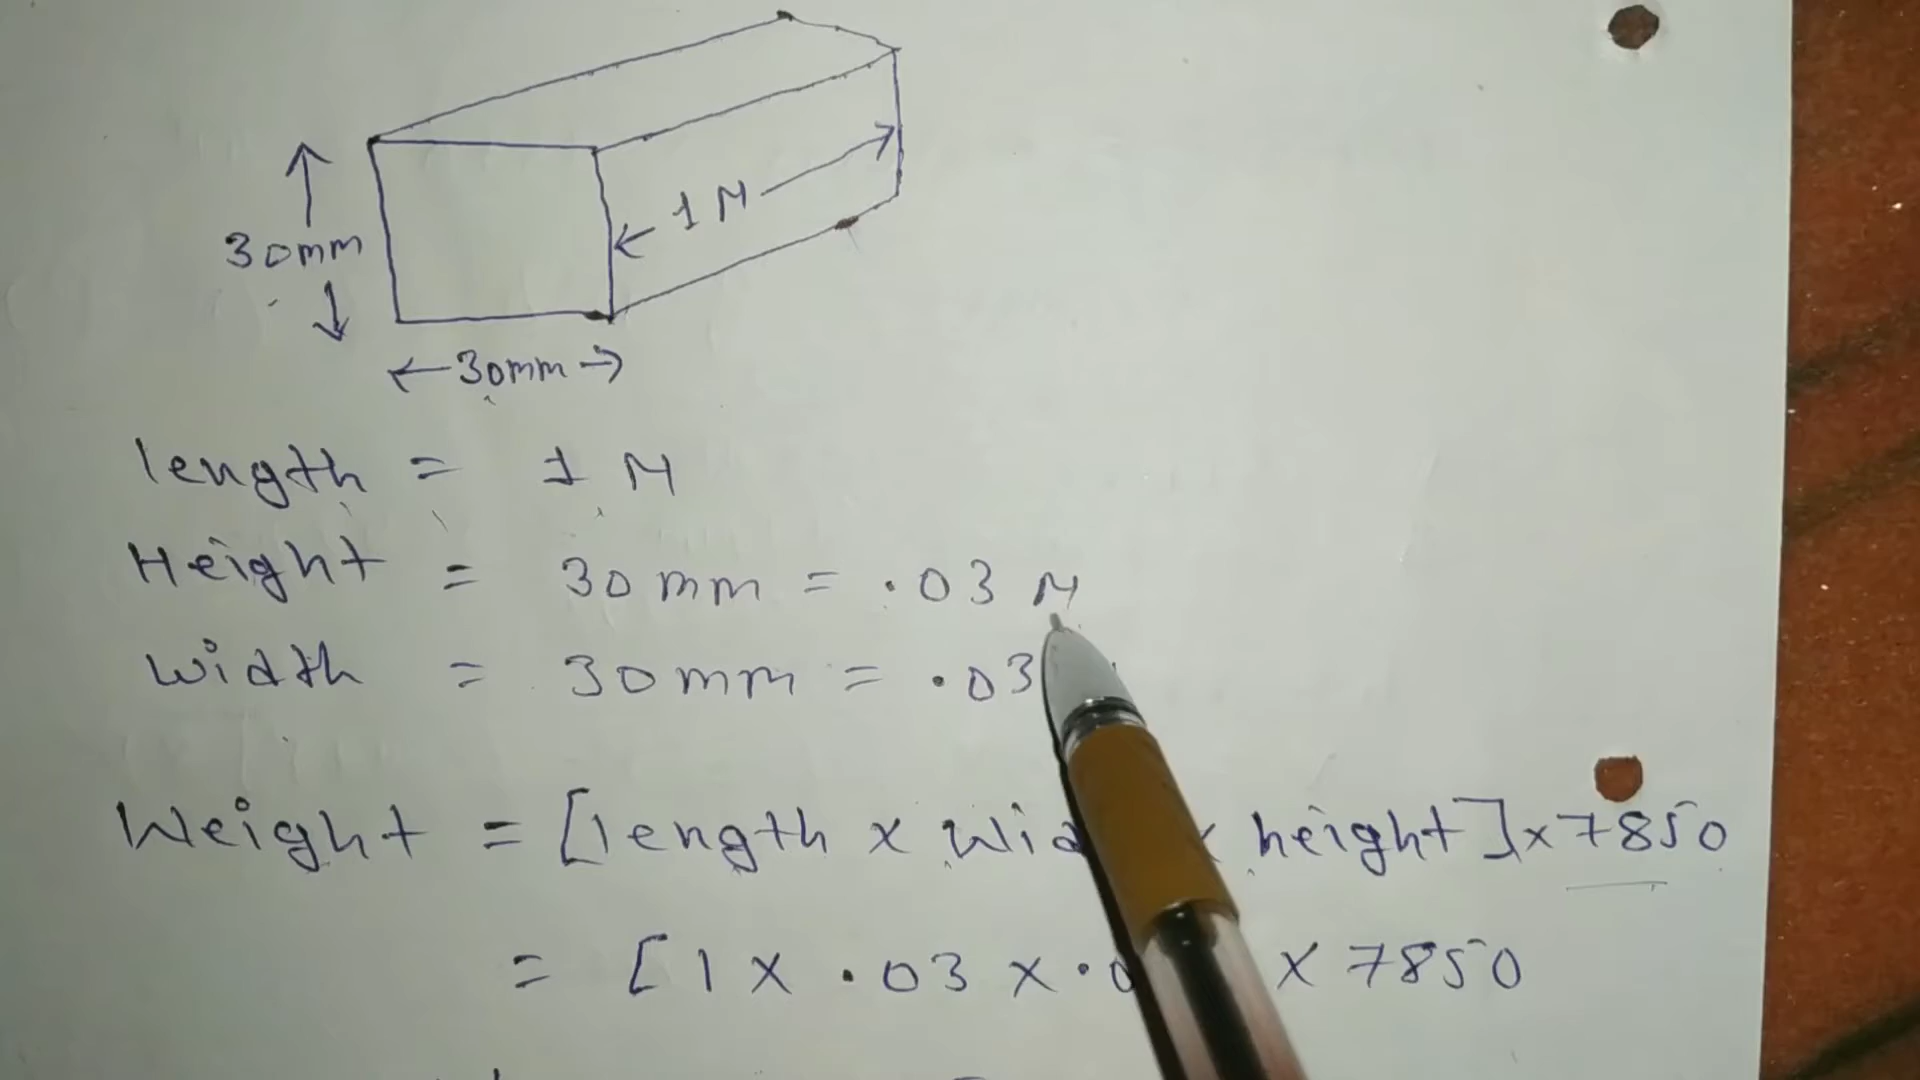 30mm
1 M
30mm
length = 1 M
Height = 30 mm = .03 M
Width = 30 mm = .03
Weight = [length x x height] x 7850
= [1 x .03 x x 7850